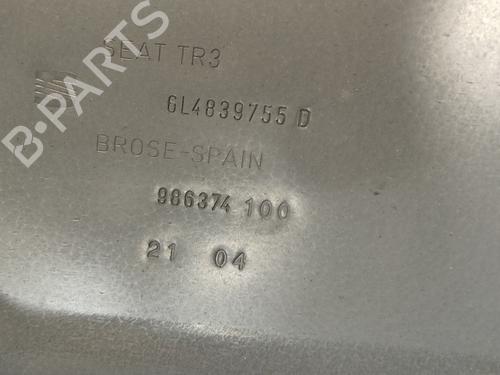 SEAT TR3
6L4839755 D
BROSE-SPAIN
986374 100
21 04
B-PARTS